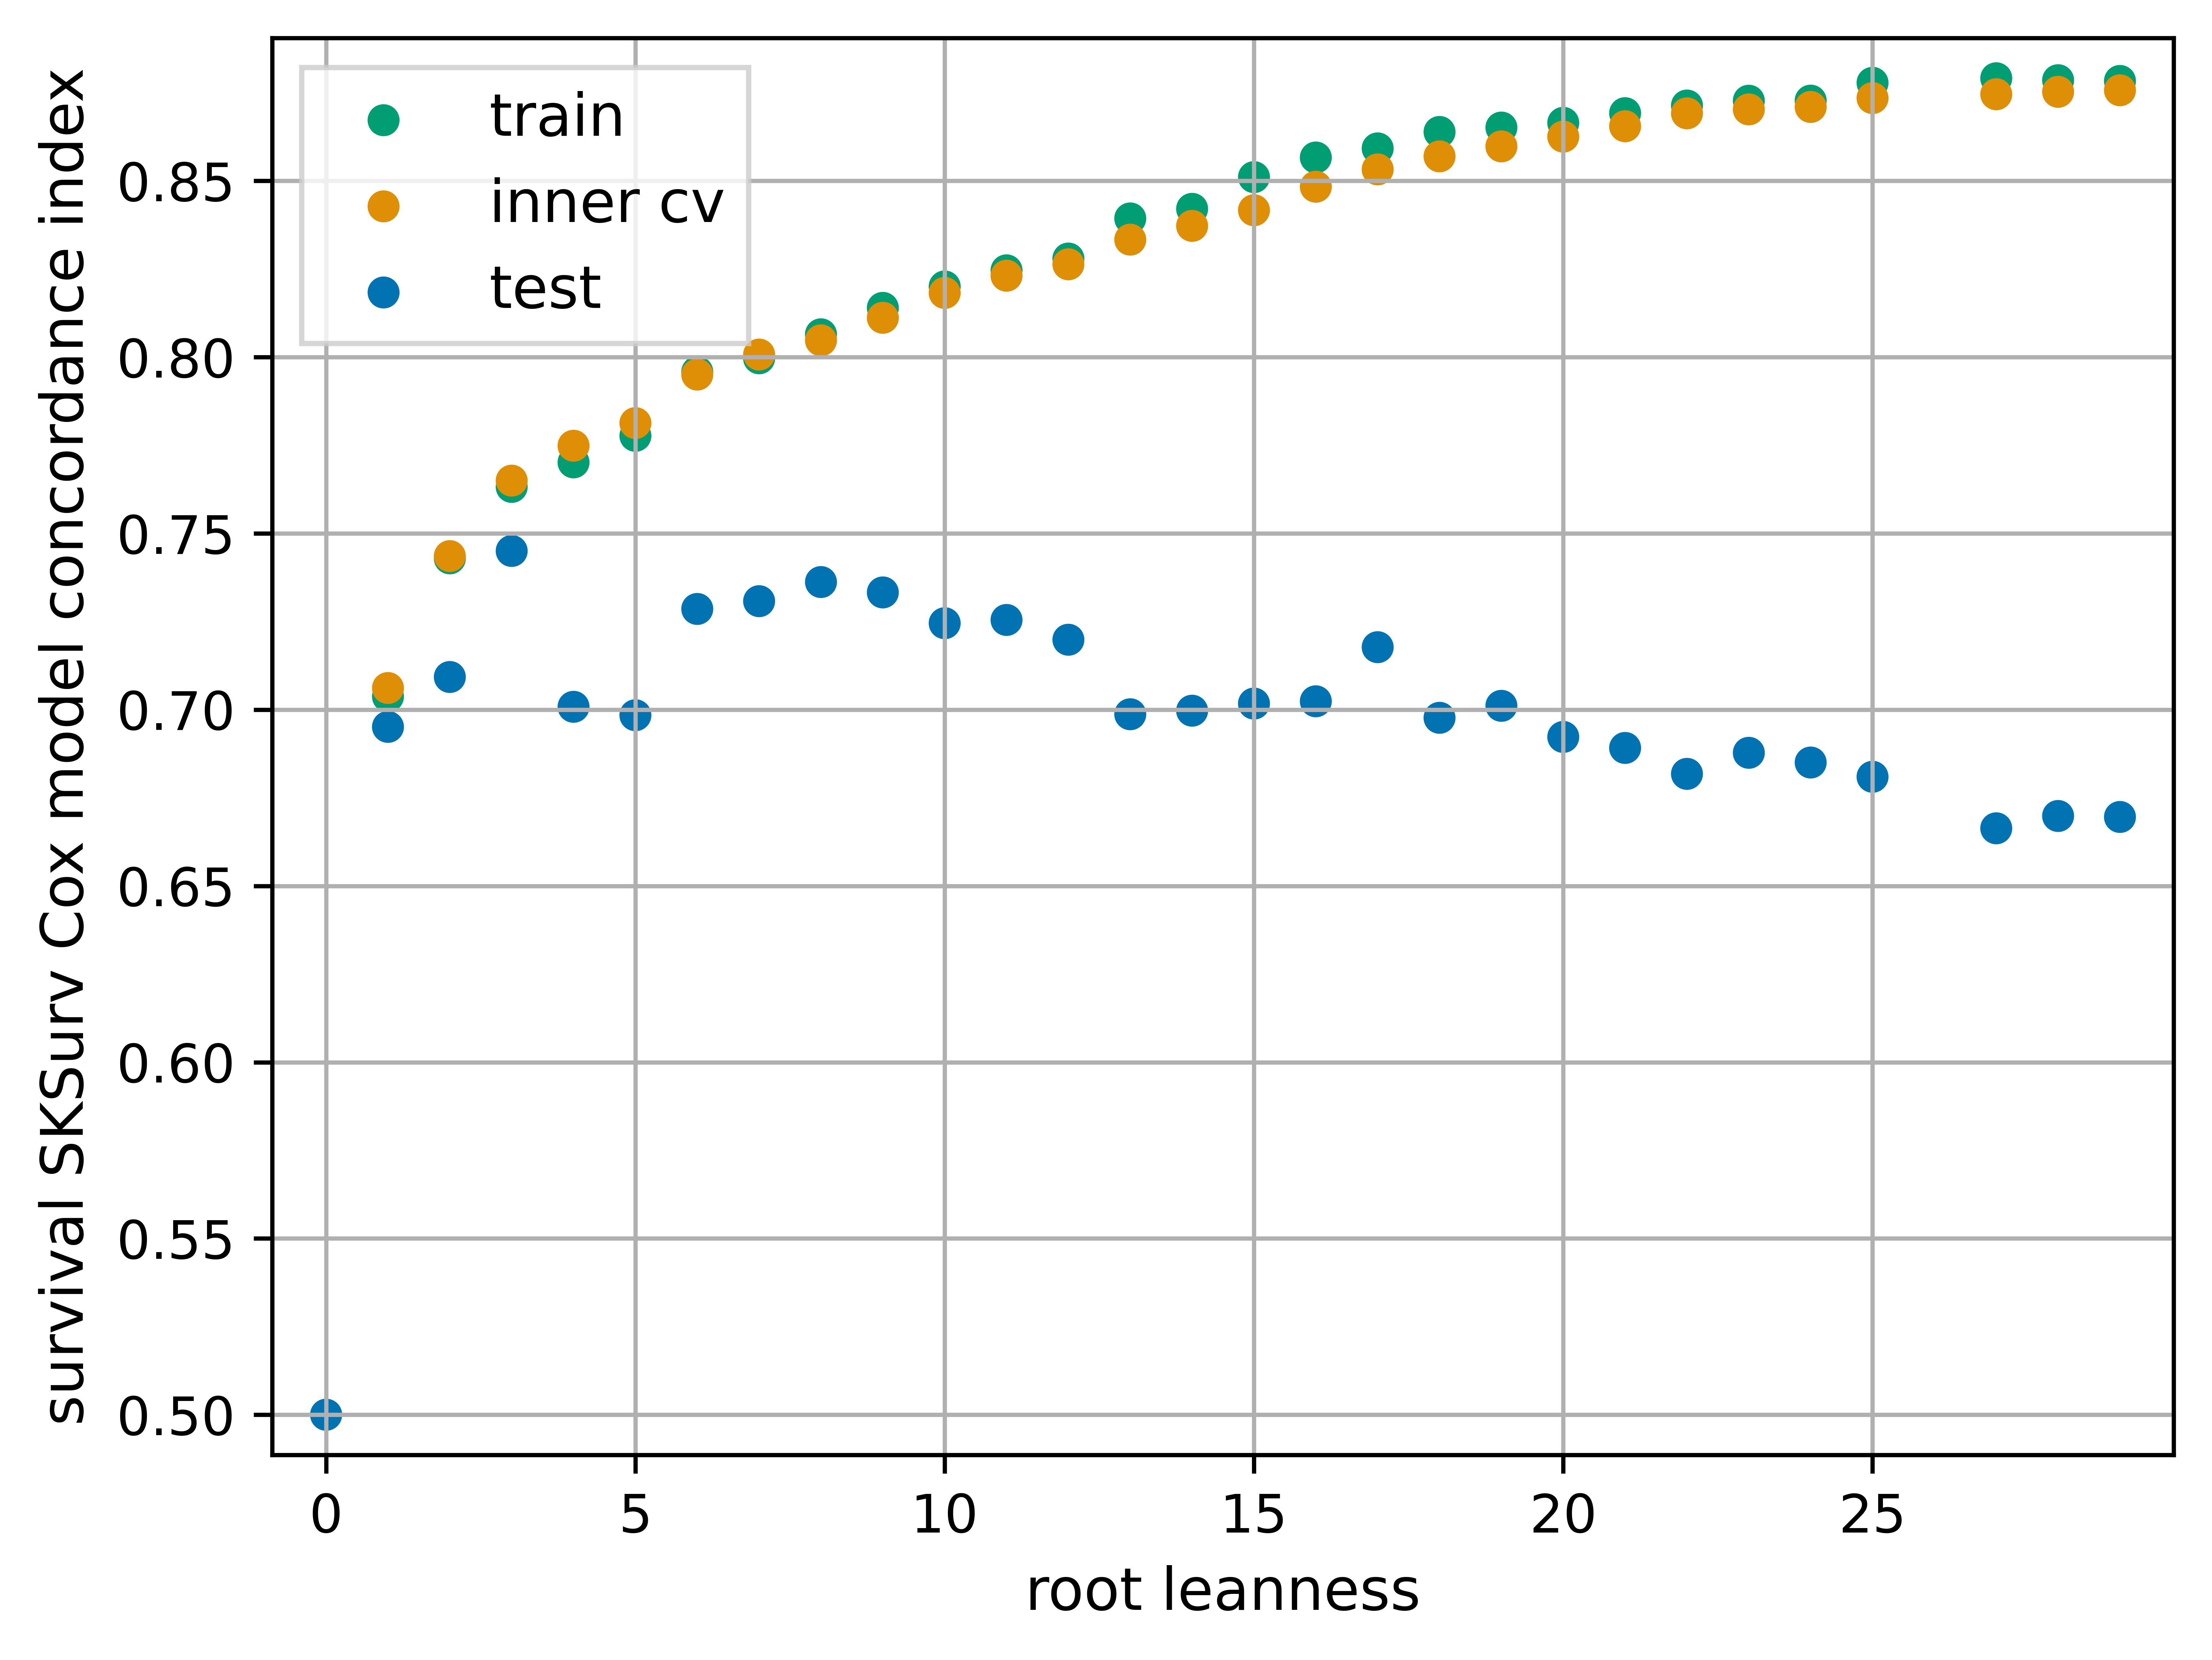 survival SKSurv Cox model concordance index
train
inner cv
test
0.85
0.80
0.75
0.70
0.65
0.60
0.55
0.50
0 5 10 15 20 25
root leanness